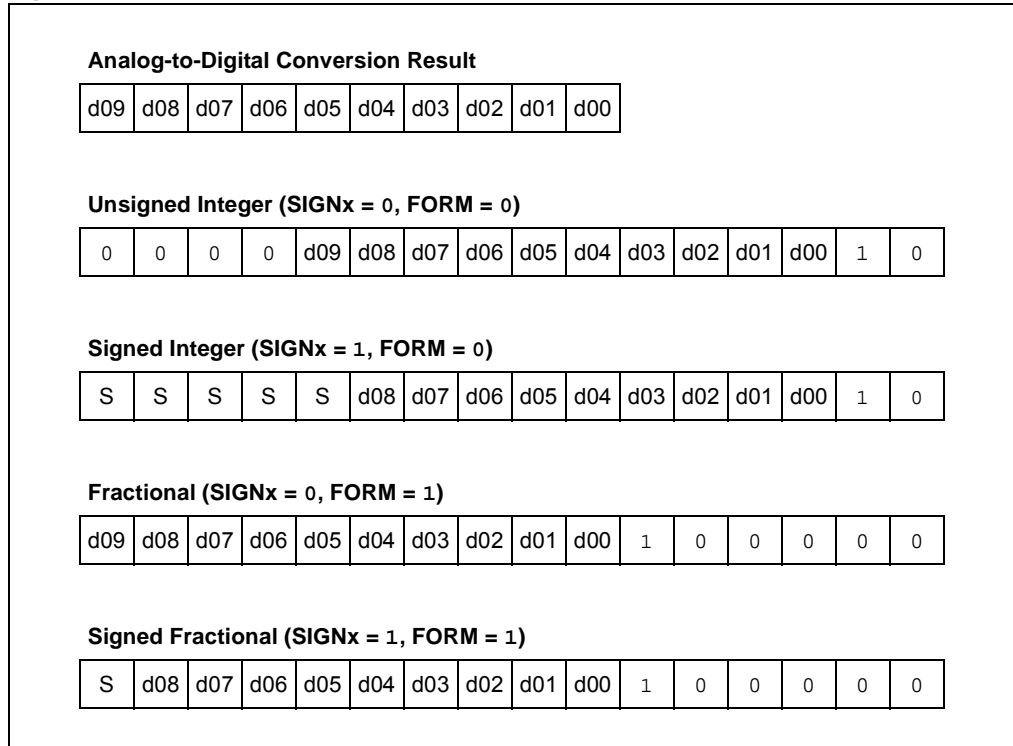 Analog-to-Digital Conversion Result
d09 d08 d07 d06 d05 d04 d03 d02 d01 d00
Unsigned Integer (SIGNx = 0, FORM = 0)
0 0 0 0 d09 d08 d07 d06 d05 d04 d03 d02 d01 d00 1 0
Signed Integer (SIGNx = 1, FORM = 0)
S S S S S d08 d07 d06 d05 d04 d03 d02 d01 d00 1 0
Fractional (SIGNx = 0, FORM = 1)
d09 d08 d07 d06 d05 d04 d03 d02 d01 d00 1 0 0 0 0 0
Signed Fractional (SIGNx = 1, FORM = 1)
S d08 d07 d06 d05 d04 d03 d02 d01 d00 1 0 0 0 0 0